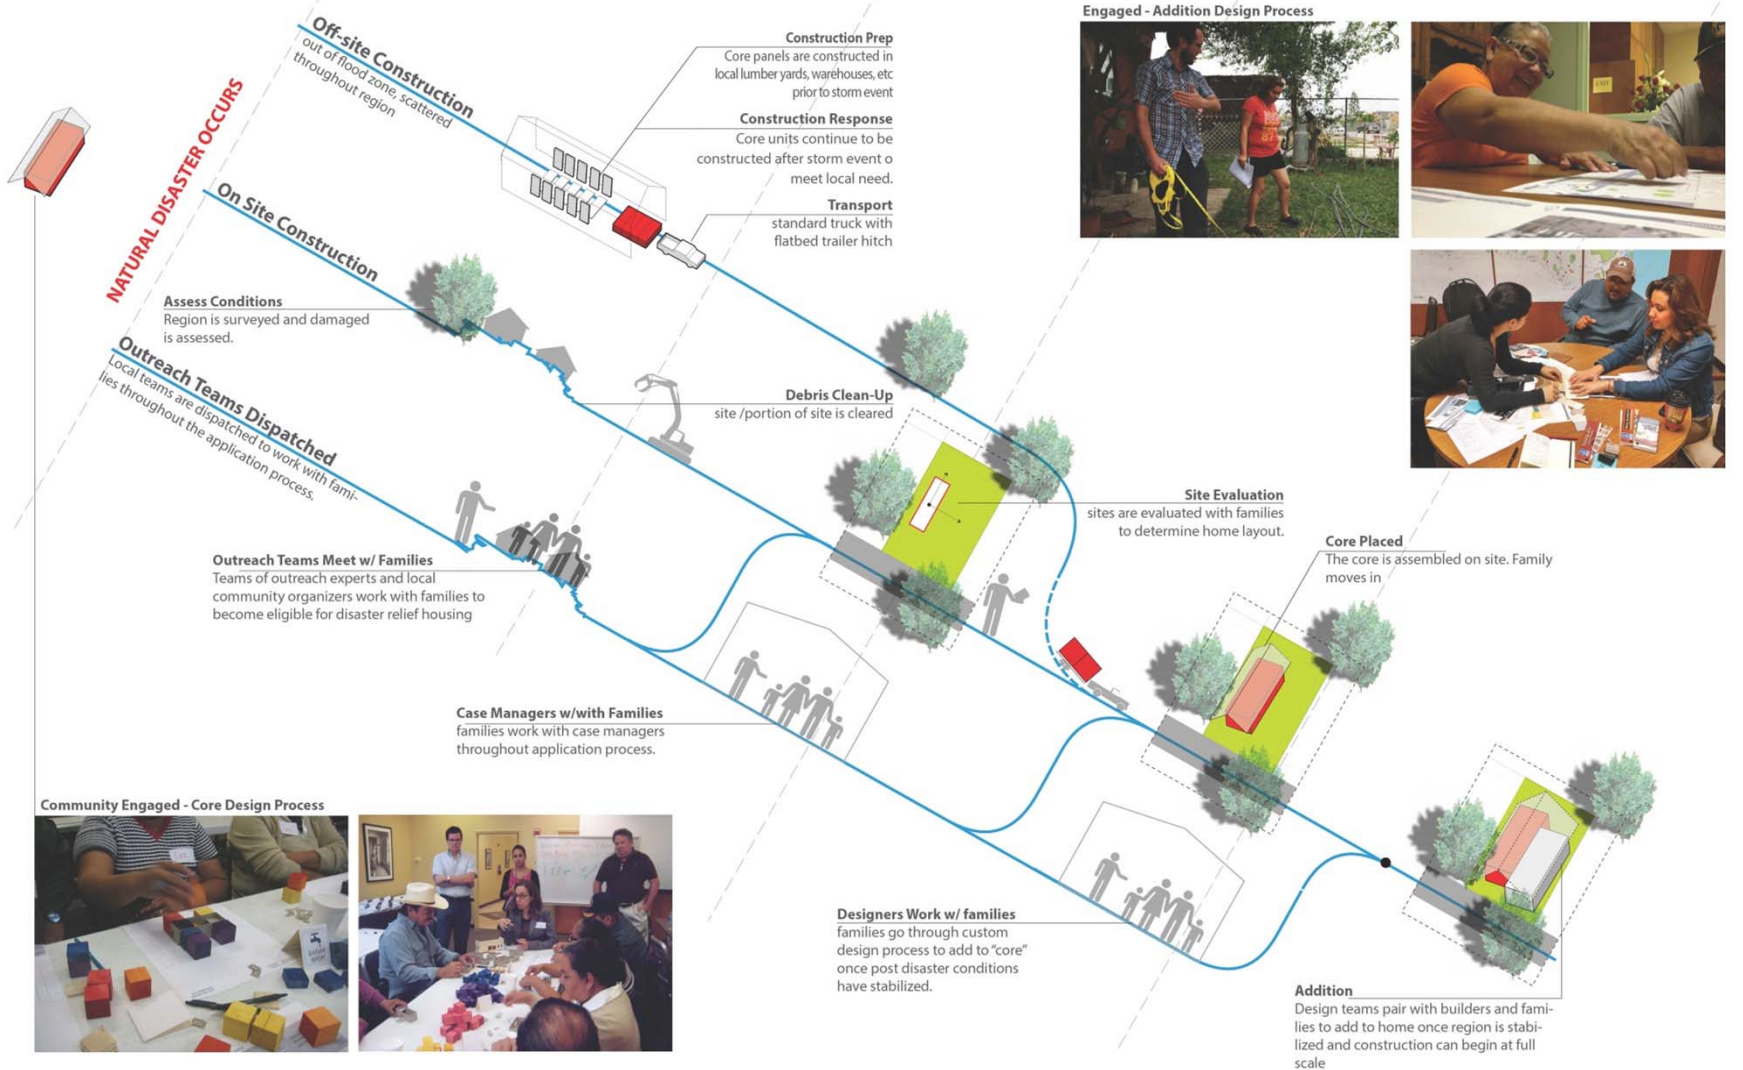 Engaged - Addition Design Process
Off-site Construction
out of flood zone, scattered
throughout region
Construction Prep
Core panels are constructed in
local lumber yards, warehouses, etc
prior to storm event
Construction Response
Core units continue to be
constructed after storm event o
meet local need.
Transport
standard truck with
flatbed trailer hitch
NATURAL DISASTER OCCURS
On Site Construction
Assess Conditions
Region is surveyed and damaged
is assessed.
Outreach Teams Dispatched
Local teams are dispatched to work with fami-
lies throughout the application process.
Debris Clean-Up
site /portion of site is cleared
Site Evaluation
sites are evaluated with families
to determine home layout.
Core Placed
The core is assembled on site. Family
moves in
Outreach Teams Meet w/ Families
Teams of outreach experts and local
community organizers work with families to
become eligible for disaster relief housing
Case Managers w/with Families
families work with case managers
throughout application process.
Community Engaged - Core Design Process
Designers Work w/ families
families go through custom
design process to add to "core"
once post disaster conditions
have stabilized.
Addition
Design teams pair with builders and fami-
lies to add to home once region is stabi-
lized and construction can begin at full
scale